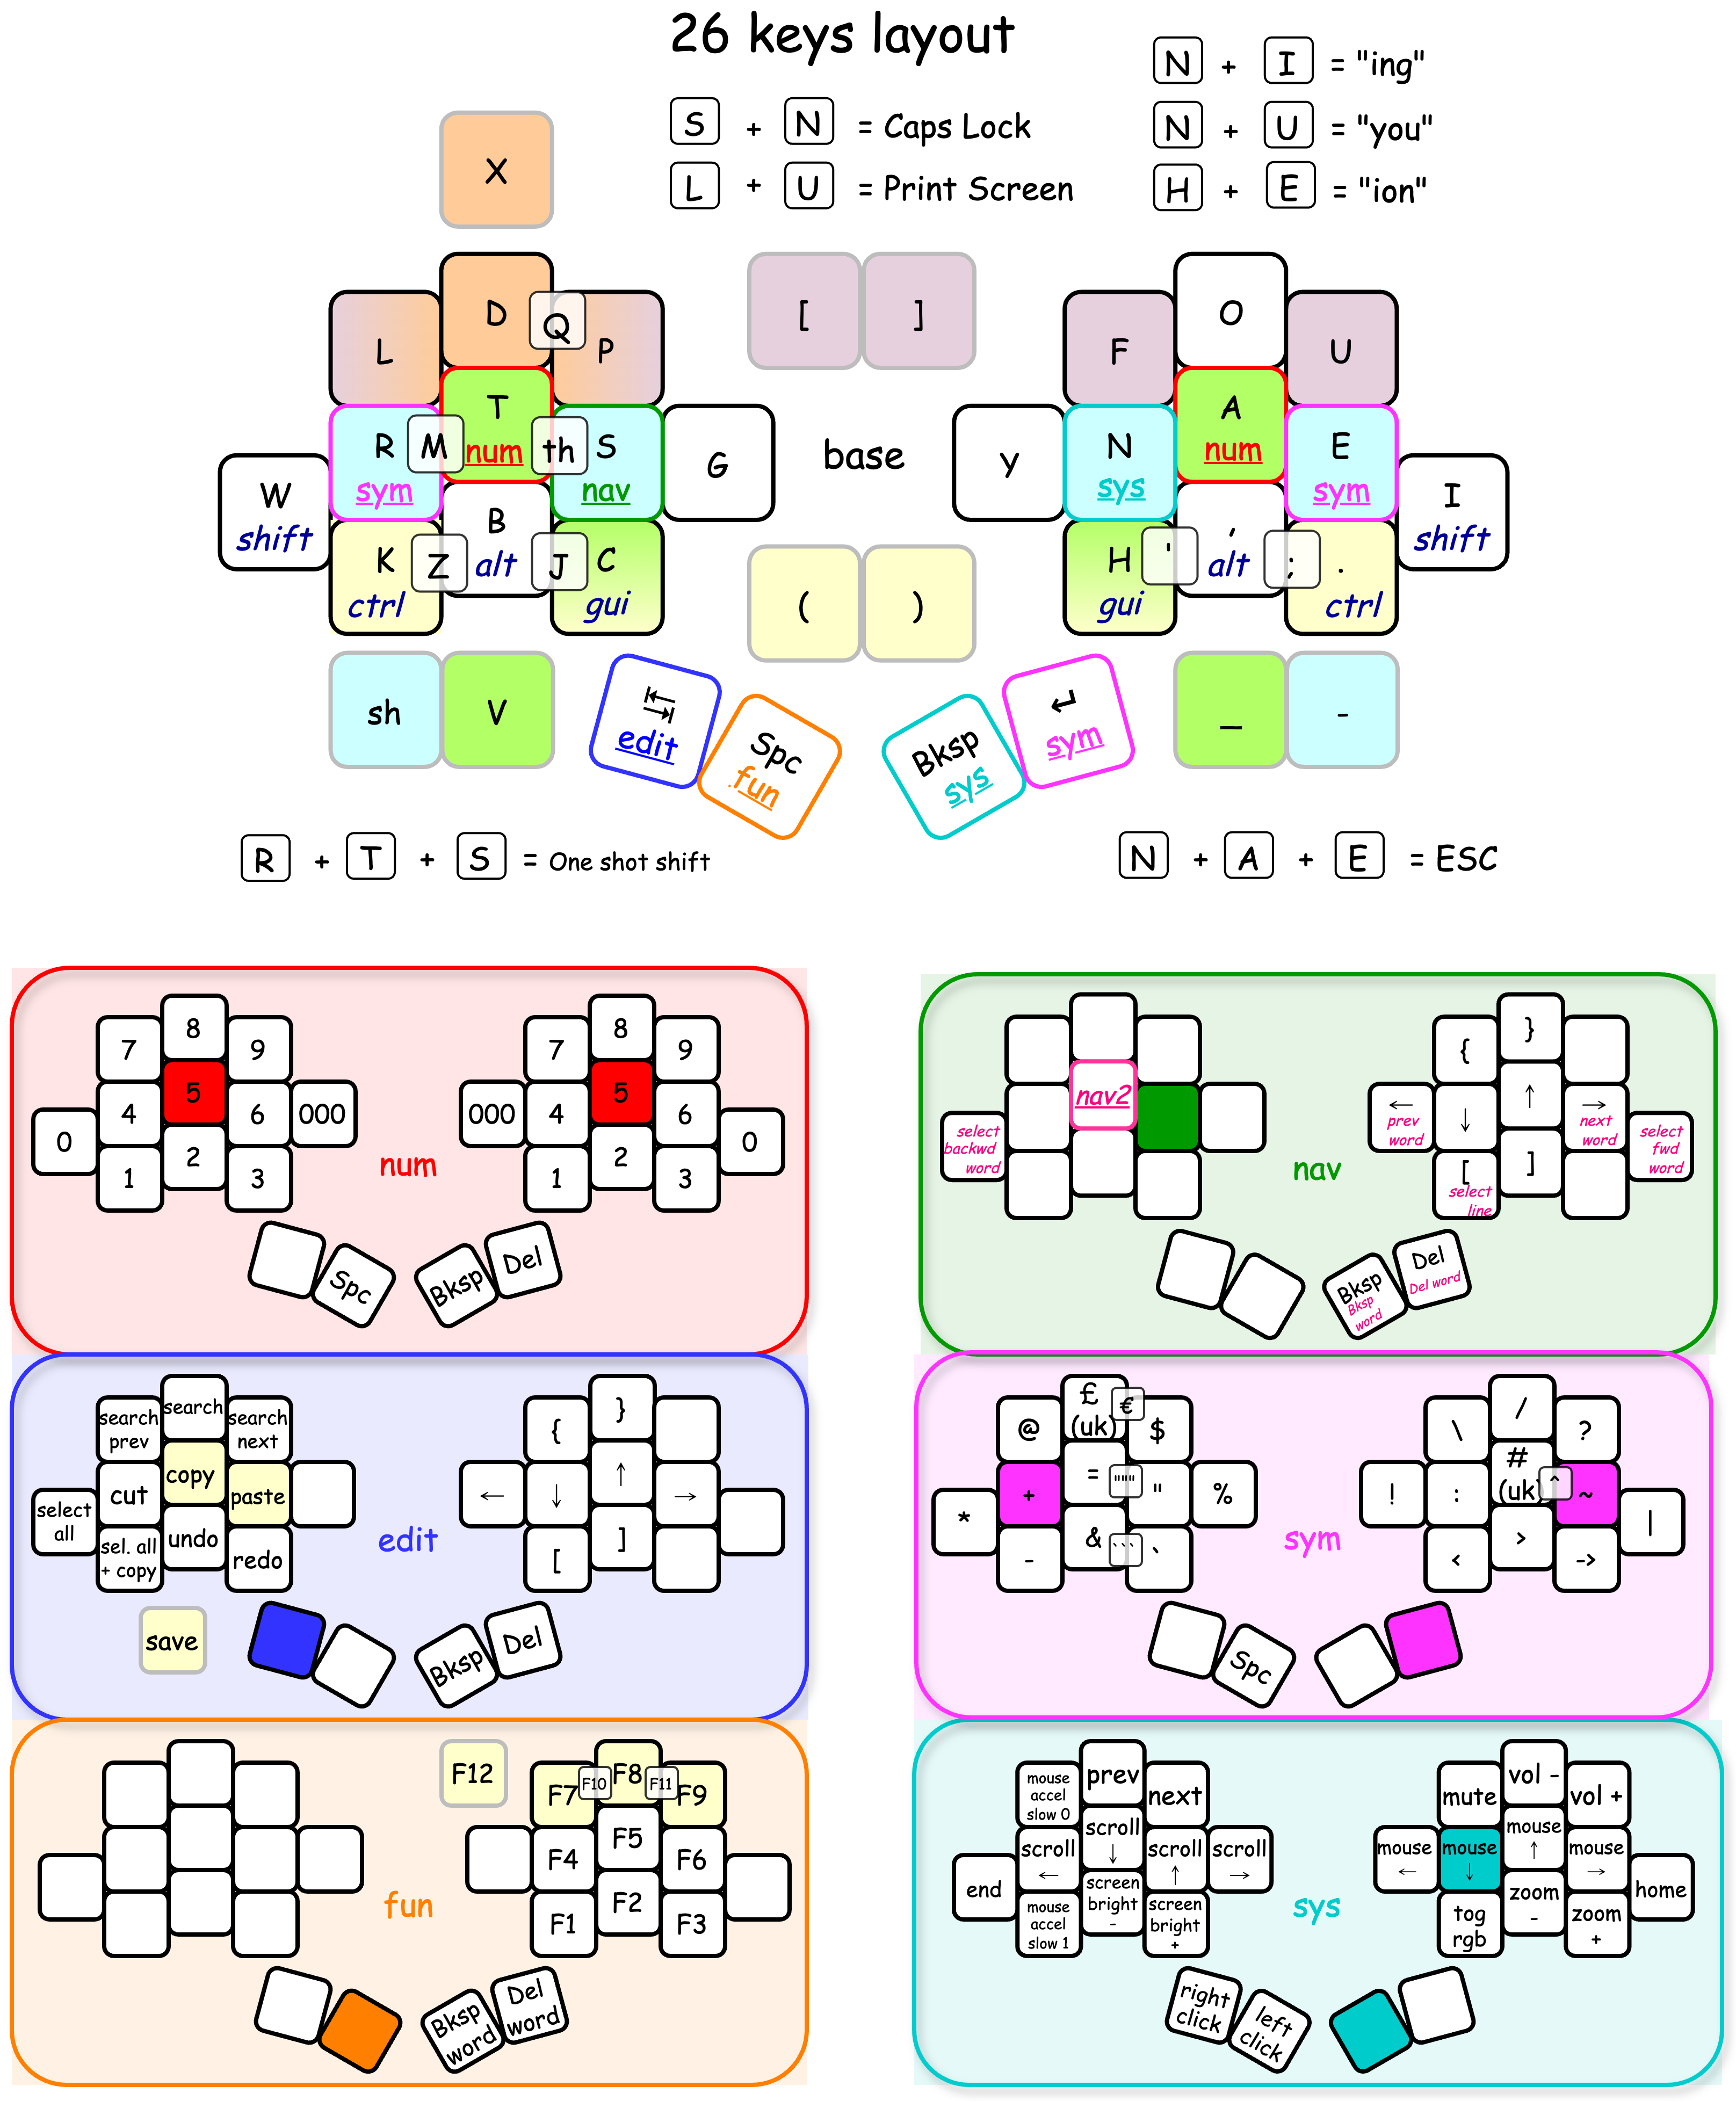 26 keys layout
N + I = "ing"
S + N = Caps Lock
N + U = "you"
L + U = Print Screen
H + E = "ion"
X
D
Q
L
P
T
num
R
sym
M
th
S
nav
G
W
shift
B
alt
K
ctrl
Z
J
C
gui
sh
V
edit
Spc
fun
[ ]
base
( )
O
F
U
A
num
Y
N
sys
E
sym
I
shift
,
alt
H
gui
'
;
.
ctrl
Bksp
sys
↵
sym
_
-
R + T + S = One shot shift
N + A + E = ESC
7 8 9
4 5 6 000
0
1 2 3
num
7 8 9
000 4 5 6
0
1 2 3
Spc
Bksp
Del
nav2
select
backwd
word
nav
{ }
←
prev
word
↓
↑
→
next
word
select
fwd
word
[
select
line
]
Bksp
Bksp
word
Del
Del word
search
prev
search
search
next
cut
copy
paste
select
all
sel. all
+ copy
undo
redo
save
edit
{ }
← ↓ ↑ →
[ ]
Bksp
Del
@
£
(uk)
€
$
+
=
"""
"
%
*
-
&
```
`
sym
\ / ?
!
:
#
(uk)
^
~
|
< > ->
Spc
fun
F12
F7
F10
F8
F11
F9
F4 F5 F6
F1 F2 F3
Bksp
word
Del
word
mouse
accel
slow 0
prev
next
scroll
←
scroll
↓
scroll
↑
scroll
→
end
mouse
accel
slow 1
screen
bright
-
screen
bright
+
sys
mute
vol -
vol +
mouse
←
mouse
↓
mouse
↑
mouse
→
home
tog
rgb
zoom
-
zoom
+
right
click
left
click